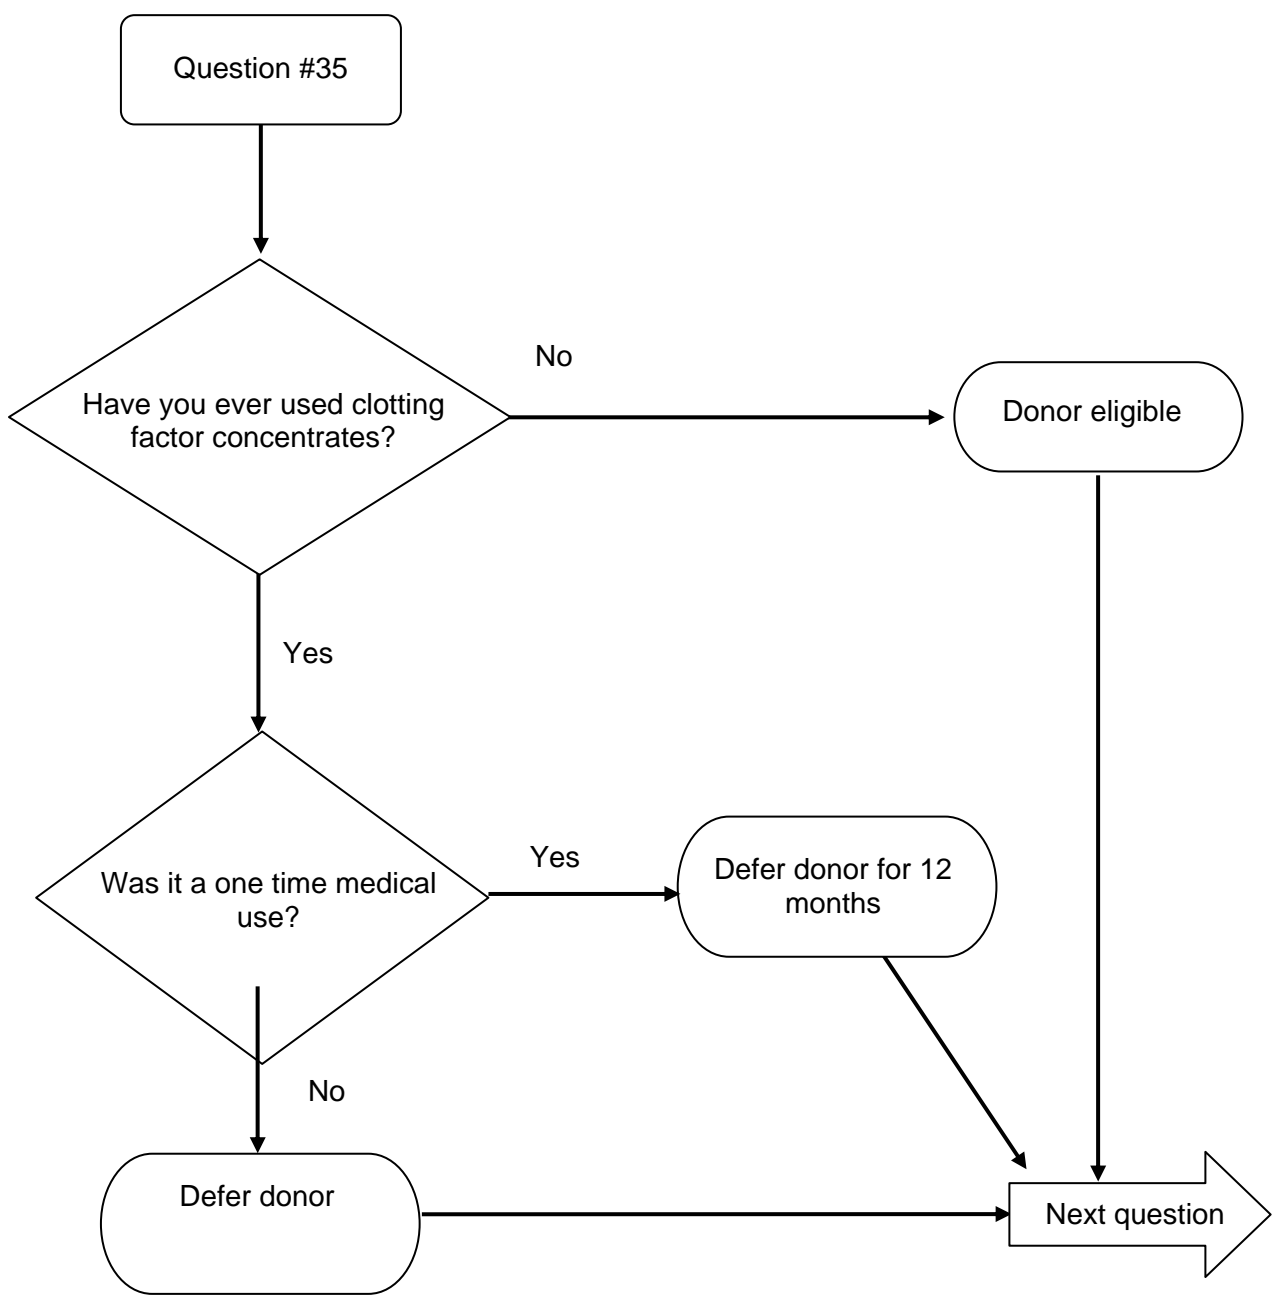 Question #35
No
Have you ever used clotting
factor concentrates?
Donor eligible
Yes
Was it a one time medical
use?
Yes
Defer donor for 12
months
No
Defer donor
Next question